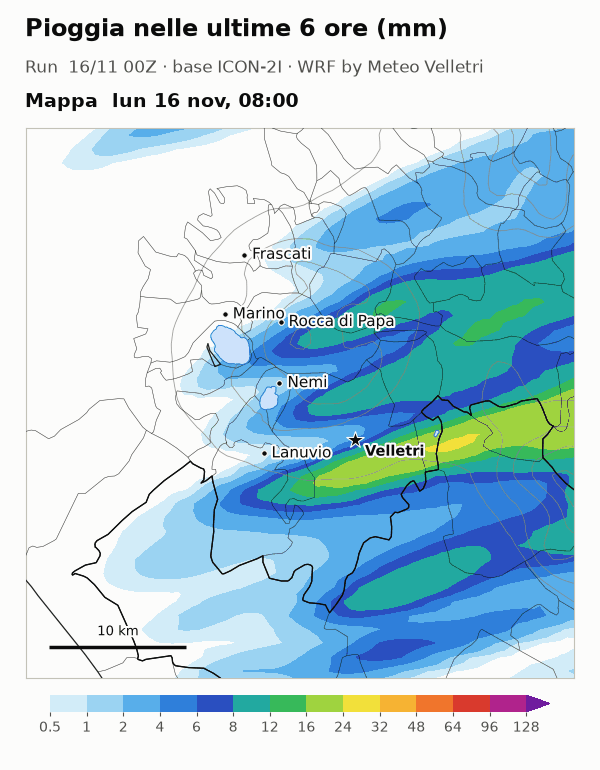 Pioggia nelle ultime 6 ore (mm)
Run  16/11 00Z · base ICON-2I · WRF by Meteo Velletri
Mappa  lun 16 nov, 08:00
Frascati
Marino
Rocca di Papa
Nemi
Velletri
Lanuvio
10 km
0.5 1 2 4 6 8 12 16 24 32 48 64 96 128